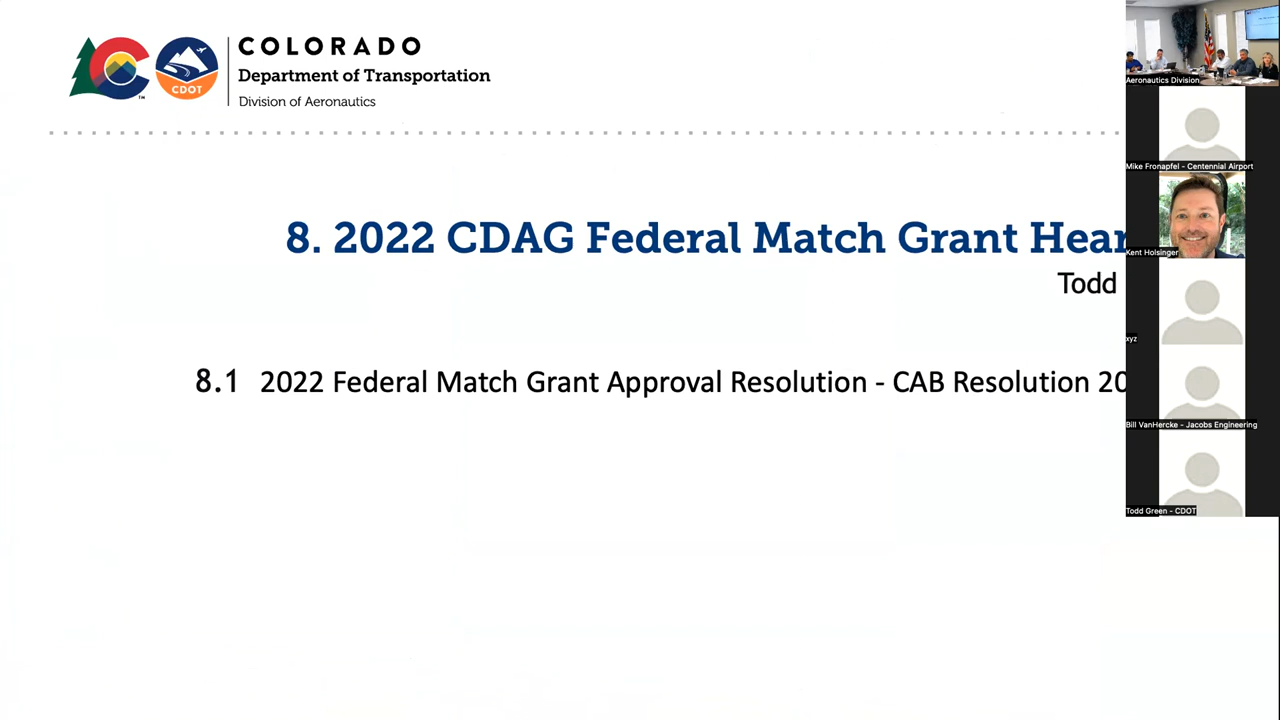 COLORADO
Department of Transportation
CDOT
TM
Division of Aeronautics
8. 2022 CDAG Federal Match Grant Hear
Todd
8.1 2022 Federal Match Grant Approval Resolution - CAB Resolution 20
Aeronautics Division
Mike Fronapfel - Centennial Airport
Kent Holsinger
xyz
Bill VanHercke - Jacobs Engineering
Todd Green - CDOT